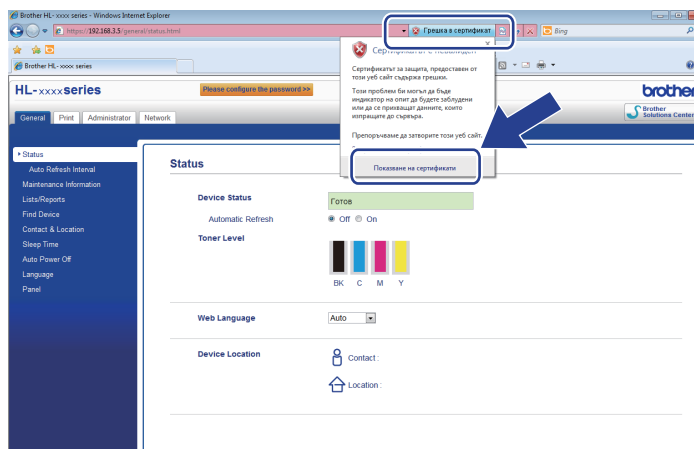 Brother HL- xxxx series - Windows Internet Explorer
https://192.168.3.5/general/status.html
Грешка в сертификат
Bing
Brother HL- xxxx series
HL-xxxx series
Please configure the password >>
brother
General Print Administrator Network
Brother
Solutions Center
Сертификатът за защита, предоставен от
този уеб сайт съдържа грешки.
Този проблем би могъл да бъде
индикатор на опит да бъдете заблудени
или да се прихващат данните, които
изпращате до сървъра.
Препоръчваме да затворите този уеб сайт.
Показване на сертификати
Status
Auto Refresh Interval
Maintenance Information
Lists/Reports
Find Device
Contact & Location
Sleep Time
Auto Power Off
Language
Panel
Status
Device Status
Готов
Automatic Refresh
Off On
Toner Level
BK C M Y
Web Language
Auto
Device Location
Contact :
Location :